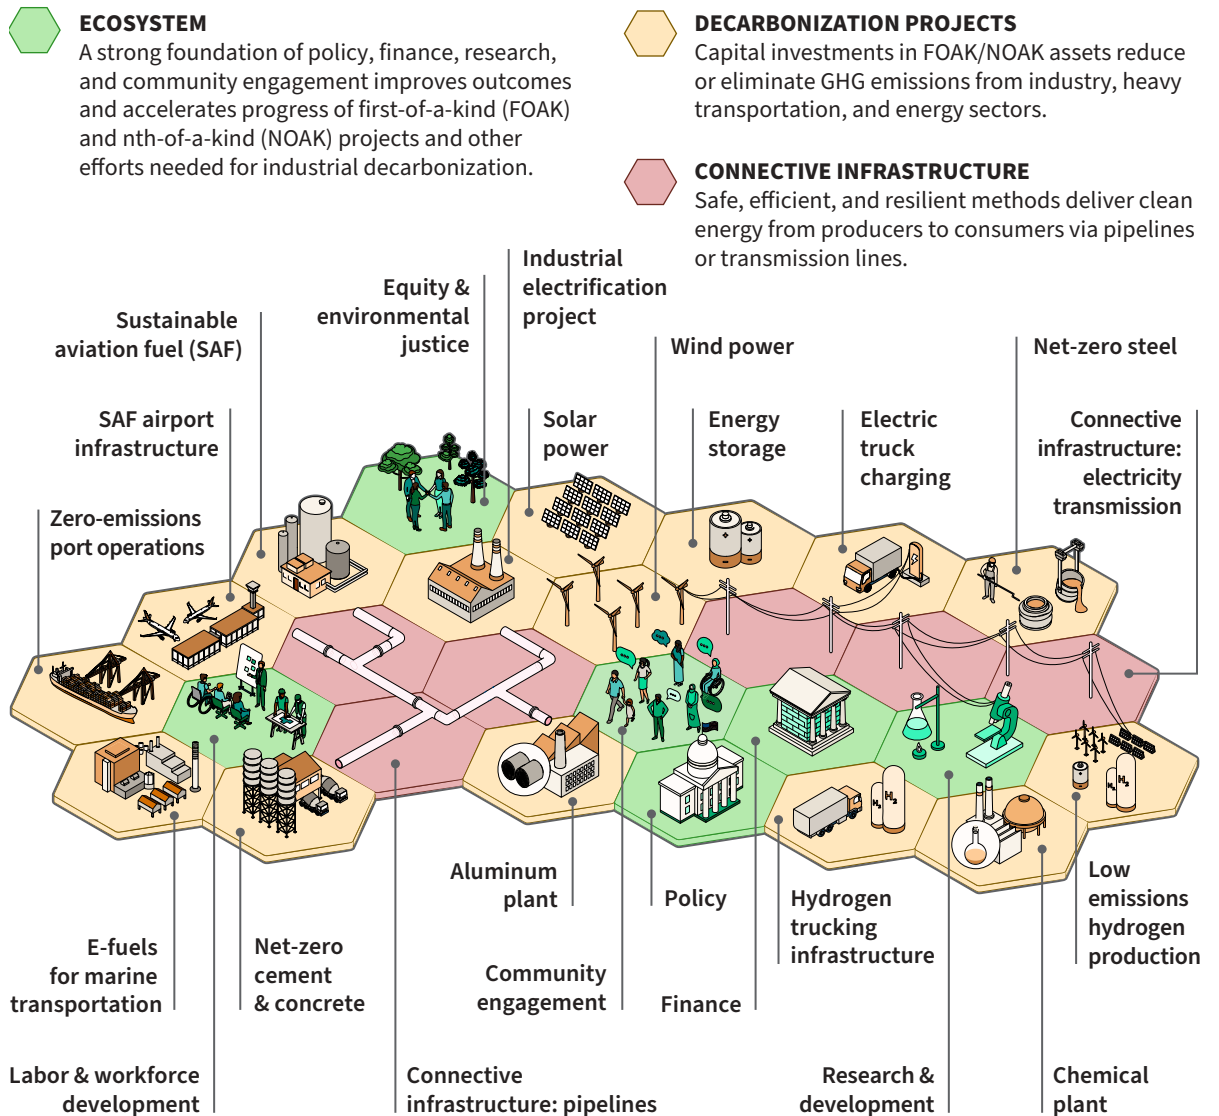 ECOSYSTEM
A strong foundation of policy, finance, research,
and community engagement improves outcomes
and accelerates progress of first-of-a-kind (FOAK)
and nth-of-a-kind (NOAK) projects and other
efforts needed for industrial decarbonization.
DECARBONIZATION PROJECTS
Capital investments in FOAK/NOAK assets reduce
or eliminate GHG emissions from industry, heavy
transportation, and energy sectors.
CONNECTIVE INFRASTRUCTURE
Safe, efficient, and resilient methods deliver clean
energy from producers to consumers via pipelines
or transmission lines.
Industrial
electrification
project
Equity &
environmental
justice
Sustainable
aviation fuel (SAF)
Wind power
Net-zero steel
SAF airport
infrastructure
Solar
power
Energy
storage
Electric
truck
charging
Connective
infrastructure:
electricity
transmission
Zero-emissions
port operations
H2
H2
H2
H2
Aluminum
plant
Policy
Hydrogen
trucking
infrastructure
Low
emissions
hydrogen
production
E-fuels
for marine
transportation
Net-zero
cement
& concrete
Community
engagement
Finance
Labor & workforce
development
Connective
infrastructure: pipelines
Research &
development
Chemical
plant